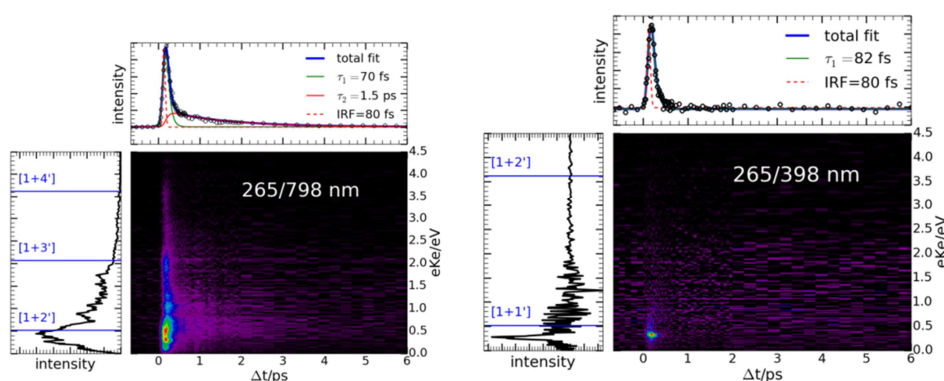 intensity
total fit
τ₁ =70 fs
τ₂ =1.5 ps
IRF=80 fs
[1+4']
[1+3']
[1+2']
265/798 nm
4.5
4.0
3.5
3.0
2.5
2.0
1.5
1.0
0.5
0.0
eKe/eV
intensity
0 1 2 3 4 5 6
Δt/ps
intensity
total fit
τ₁ =82 fs
IRF=80 fs
[1+2']
[1+1']
265/398 nm
4.5
4.0
3.5
3.0
2.5
2.0
1.5
1.0
0.5
0.0
eKe/eV
intensity
0 1 2 3 4 5 6
Δt/ps